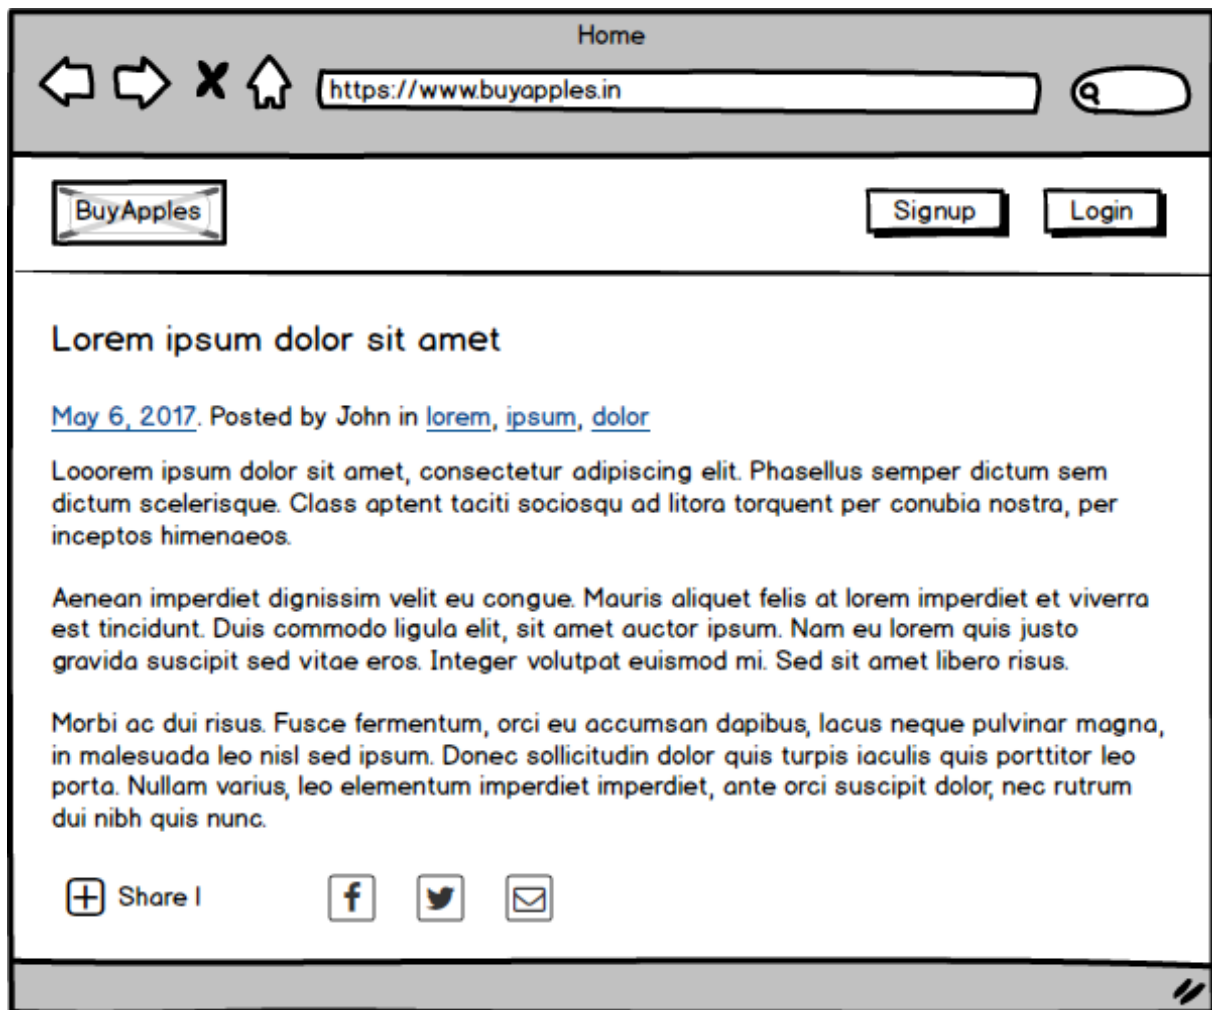 Home
https://www.buyapples.in
BuyApples
Signup
Login
Lorem ipsum dolor sit amet
May 6, 2017. Posted by John in lorem, ipsum, dolor
Looorem ipsum dolor sit amet, consectetur adipiscing elit. Phasellus semper dictum sem
dictum scelerisque. Class aptent taciti sociosqu ad litora torquent per conubia nostra, per
inceptos himenaeos.
Aenean imperdiet dignissim velit eu congue. Mauris aliquet felis at lorem imperdiet et viverra
est tincidunt. Duis commodo ligula elit, sit amet auctor ipsum. Nam eu lorem quis justo
gravida suscipit sed vitae eros. Integer volutpat euismod mi. Sed sit amet libero risus.
Morbi ac dui risus. Fusce fermentum, orci eu accumsan dapibus, lacus neque pulvinar magna,
in malesuada leo nisl sed ipsum. Donec sollicitudin dolor quis turpis iaculis quis porttitor leo
porta. Nullam varius, leo elementum imperdiet imperdiet, ante orci suscipit dolor, nec rutrum
dui nibh quis nunc.
Share |